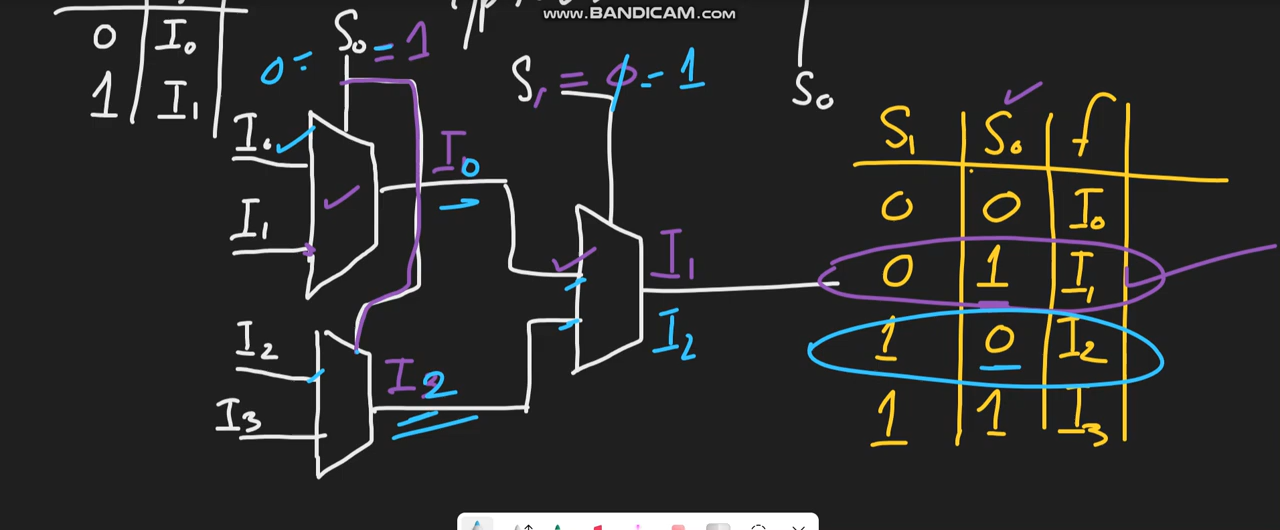 www.BANDICAM.com
0 I₀
1 I₁
0 = S₀ = 1
S₁ = 0 - 1
S₀
I₀
I₁
I₀
I₁
I₂
I₂
I₃
I₂
S₁ S₀ f
0 0 I₀
0 1 I₁
1 0 I₂
1 1 I₃